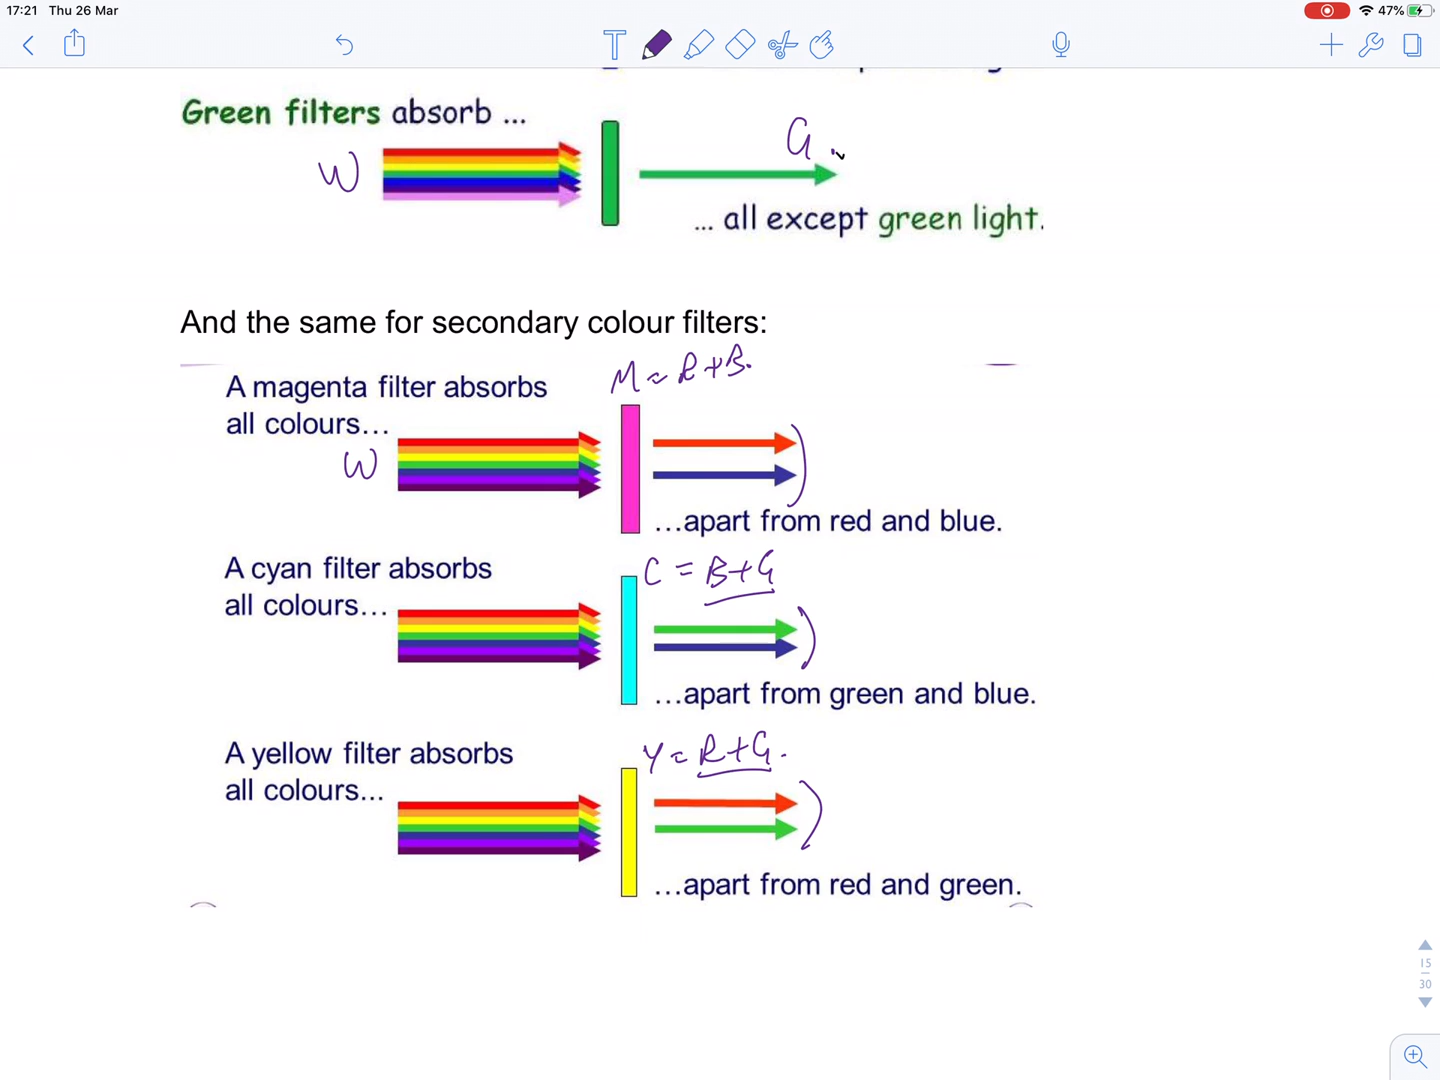 17:21 Thu 26 Mar
47%
T
Green filters absorb ...
W
G
... all except green light.
And the same for secondary colour filters:
M = R + B.
A magenta filter absorbs
all colours...
W
...apart from red and blue.
C = B+G
A cyan filter absorbs
all colours...
...apart from green and blue.
Y = R+G.
A yellow filter absorbs
all colours...
...apart from red and green.
15
30